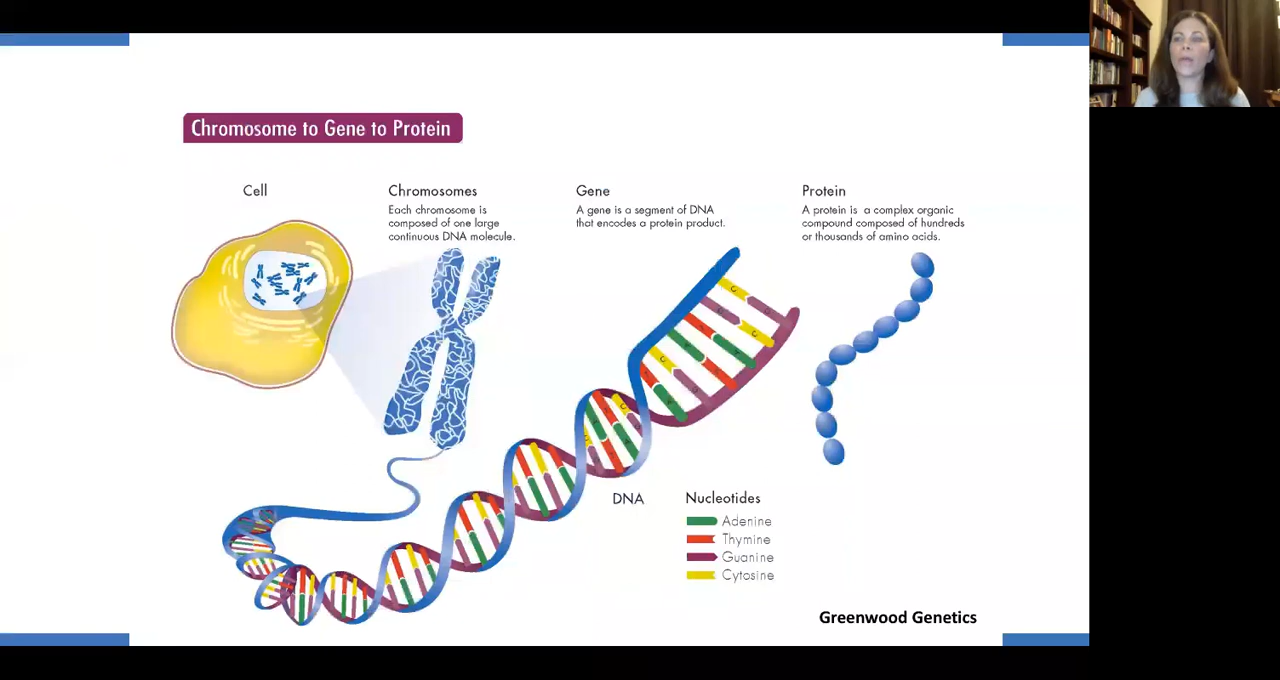 Chromosome to Gene to Protein
Cell
Chromosomes
Each chromosome is
composed of one large
continuous DNA molecule.
Gene
A gene is a segment of DNA
that encodes a protein product.
Protein
A protein is a complex organic
compound composed of hundreds
or thousands of amino acids.
DNA
Nucleotides
Adenine
Thymine
Guanine
Cytosine
Greenwood Genetics